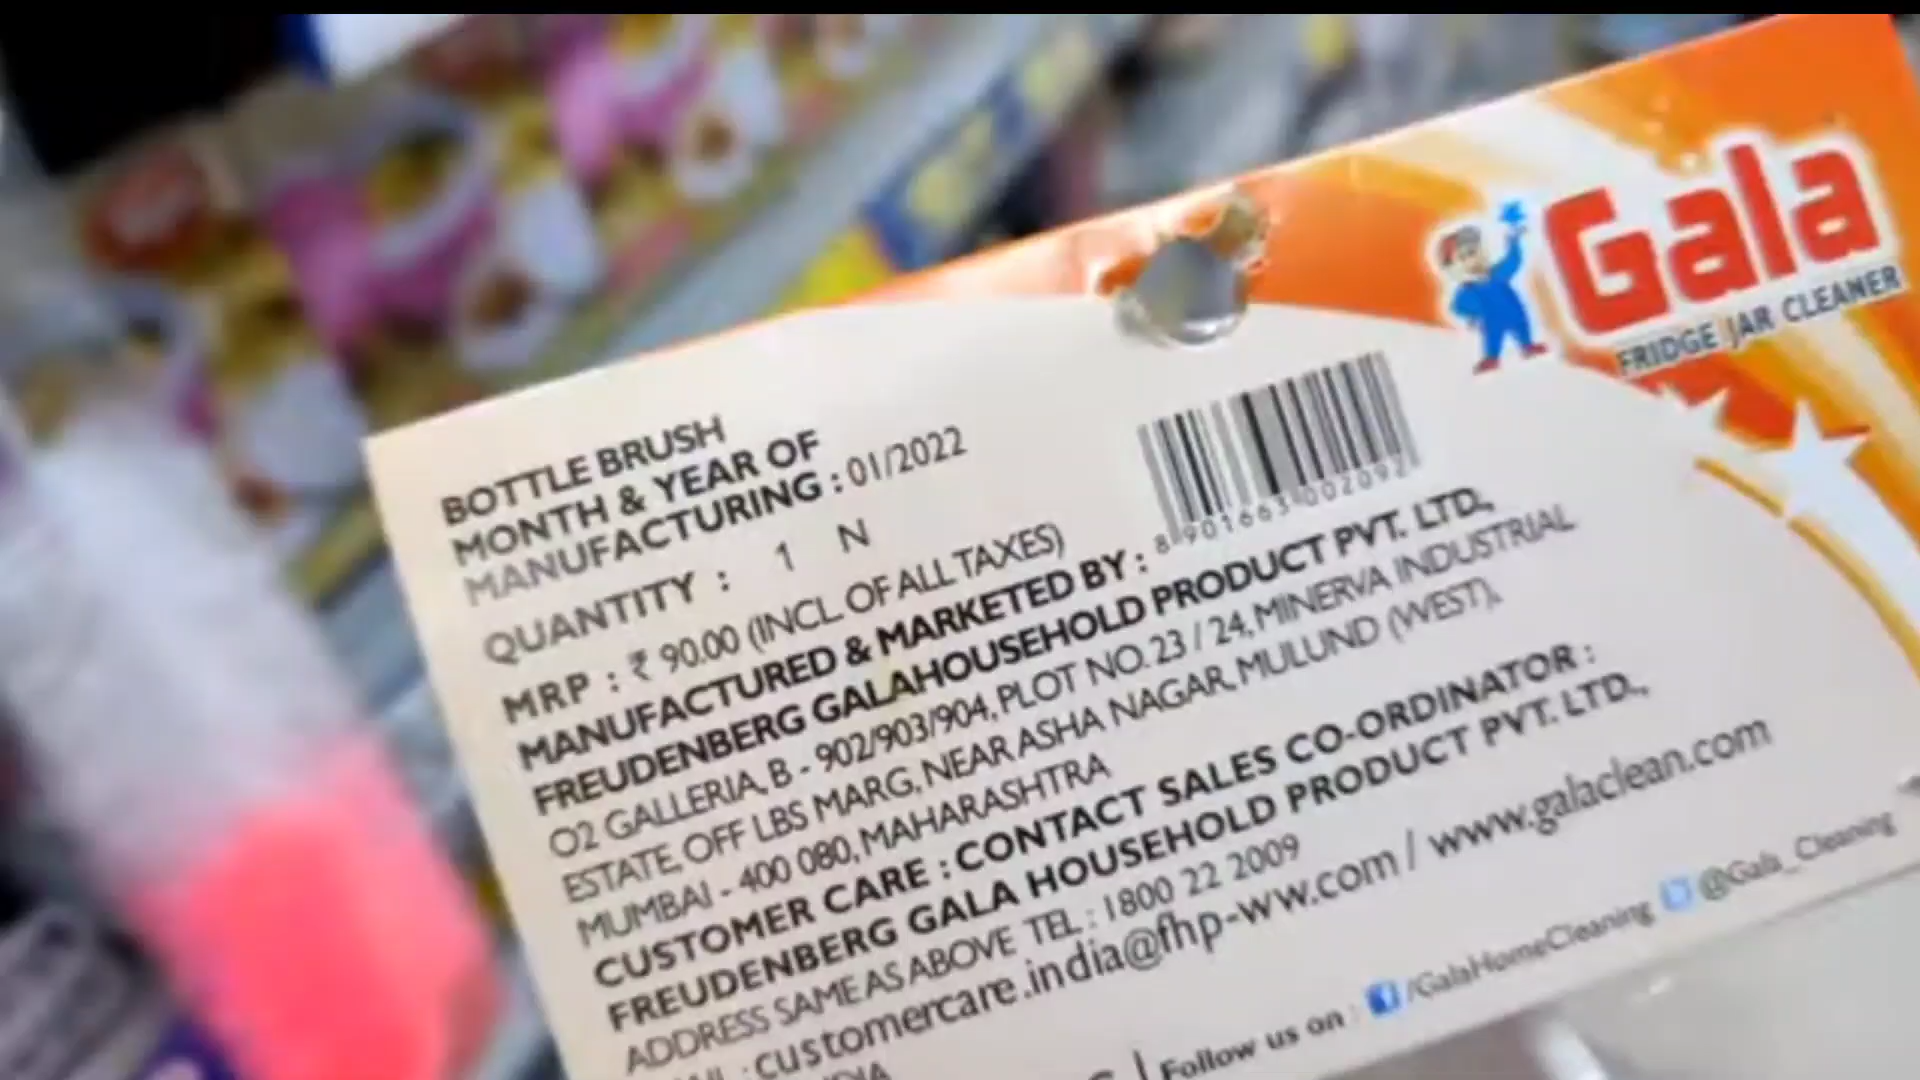 Gala
FRIDGE JAR CLEANER
BOTTLE BRUSH
MONTH & YEAR OF
MANUFACTURING : 01/2022
QUANTITY : 1 N
MRP : ₹ 90.00 (INCL. OF ALL TAXES)
8 901663 002092
MANUFACTURED & MARKETED BY :
FREUDENBERG GALAHOUSEHOLD PRODUCT PVT. LTD.,
O2 GALLERIA, B - 902/903/904, PLOT NO. 23 / 24, MINERVA INDUSTRIAL
ESTATE, OFF LBS MARG, NEAR ASHA NAGAR, MULUND (WEST),
MUMBAI - 400 080, MAHARASHTRA
CUSTOMER CARE : CONTACT SALES CO-ORDINATOR :
FREUDENBERG GALA HOUSEHOLD PRODUCT PVT. LTD.,
ADDRESS SAME AS ABOVE TEL : 1800 22 2009
: customercare.india@fhp-ww.com / www.galaclean.com
Follow us on : /GalaHomeCleaning @Gala_Cleaning